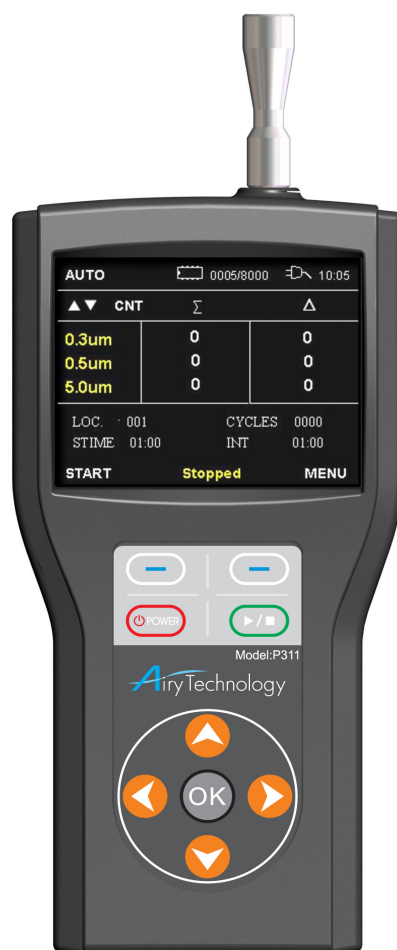 AUTO 0005/8000 10:05
▲▼ CNT Σ Δ
0.3um 0 0
0.5um 0 0
5.0um 0 0
LOC. 001 CYCLES 0000
STIME 01:00 INT 01:00
START Stopped MENU
POWER ▶/■
Model:P311
AiryTechnology
OK